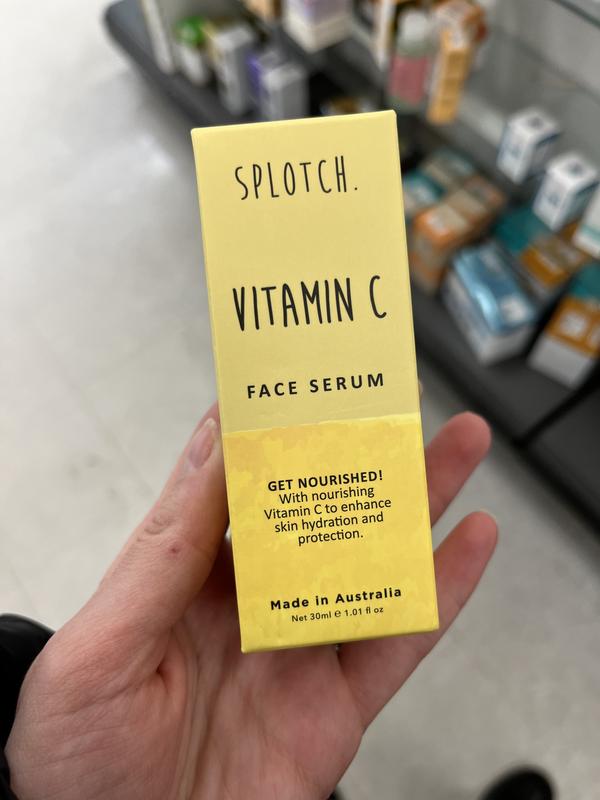 SPLOTCH.
VITAMIN C
FACE SERUM
GET NOURISHED!
With nourishing
Vitamin C to enhance
skin hydration and
protection.
Made in Australia
Net 30ml ℮ 1.01 fl oz